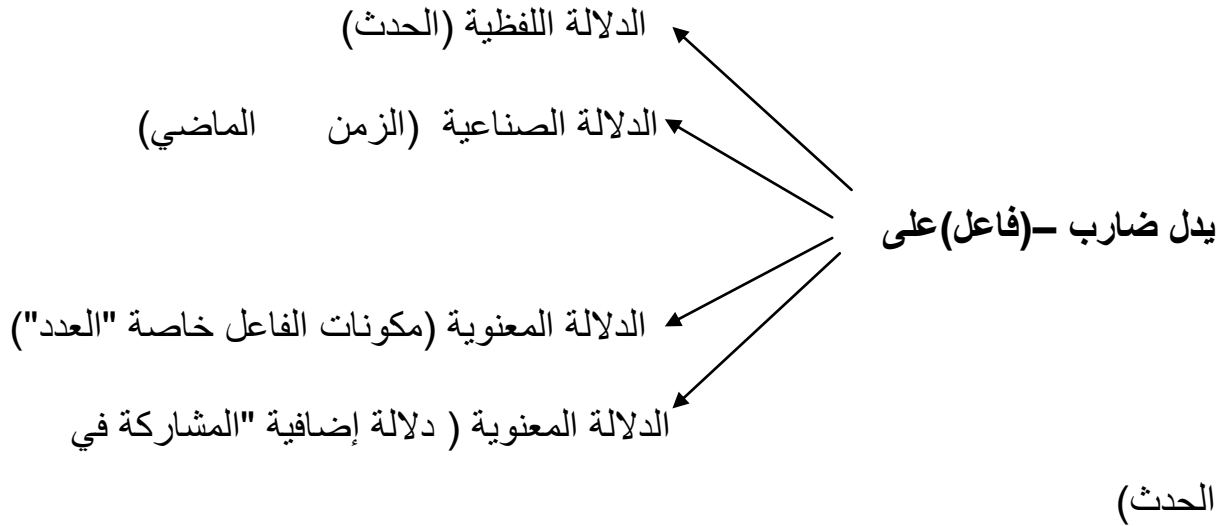 الدلالة اللفظية (الحدث)
الدلالة الصناعية (الزمن الماضي)
يدل ضارب –(فاعل)على
الدلالة المعنوية (مكونات الفاعل خاصة "العدد")
الدلالة المعنوية ( دلالة إضافية "المشاركة في
الحدث)